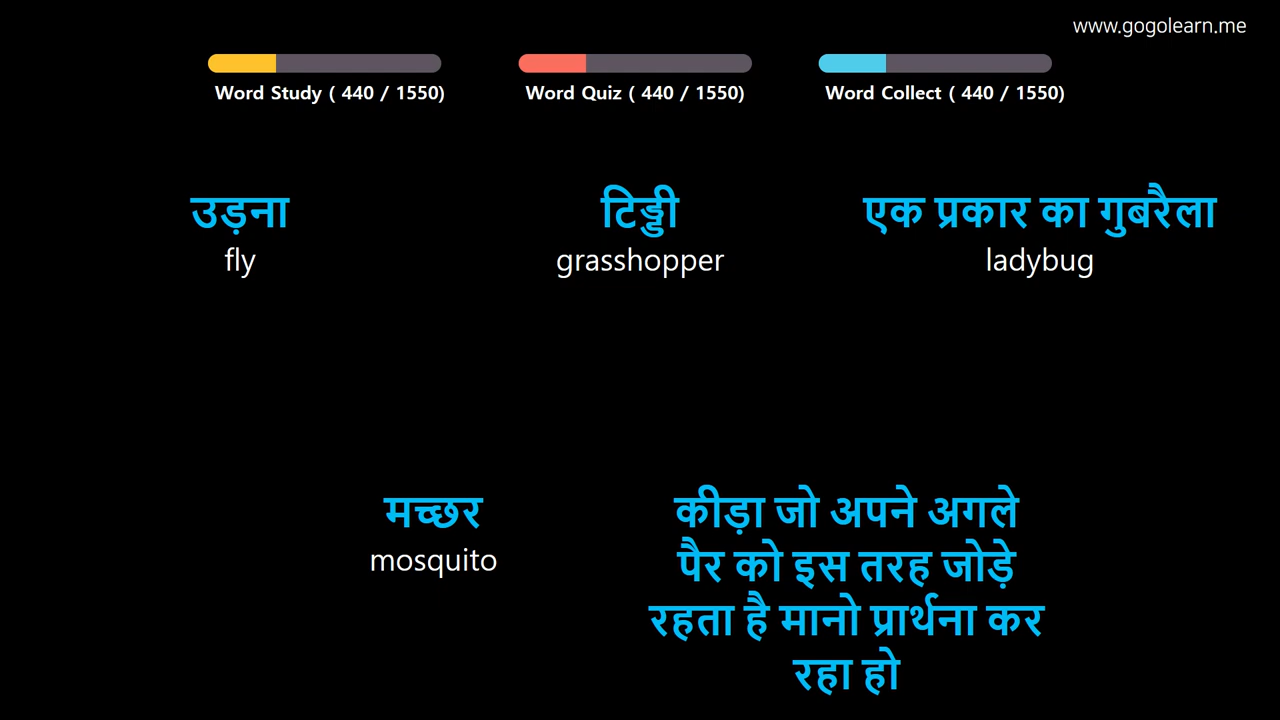 www.gogolearn.me
Word Study ( 440 / 1550)
Word Quiz ( 440 / 1550)
Word Collect ( 440 / 1550)
उड़ना
fly
टिड्डी
grasshopper
एक प्रकार का गुबरैला
ladybug
मच्छर
mosquito
कीड़ा जो अपने अगले
पैर को इस तरह जोड़े
रहता है मानो प्रार्थना कर
रहा हो